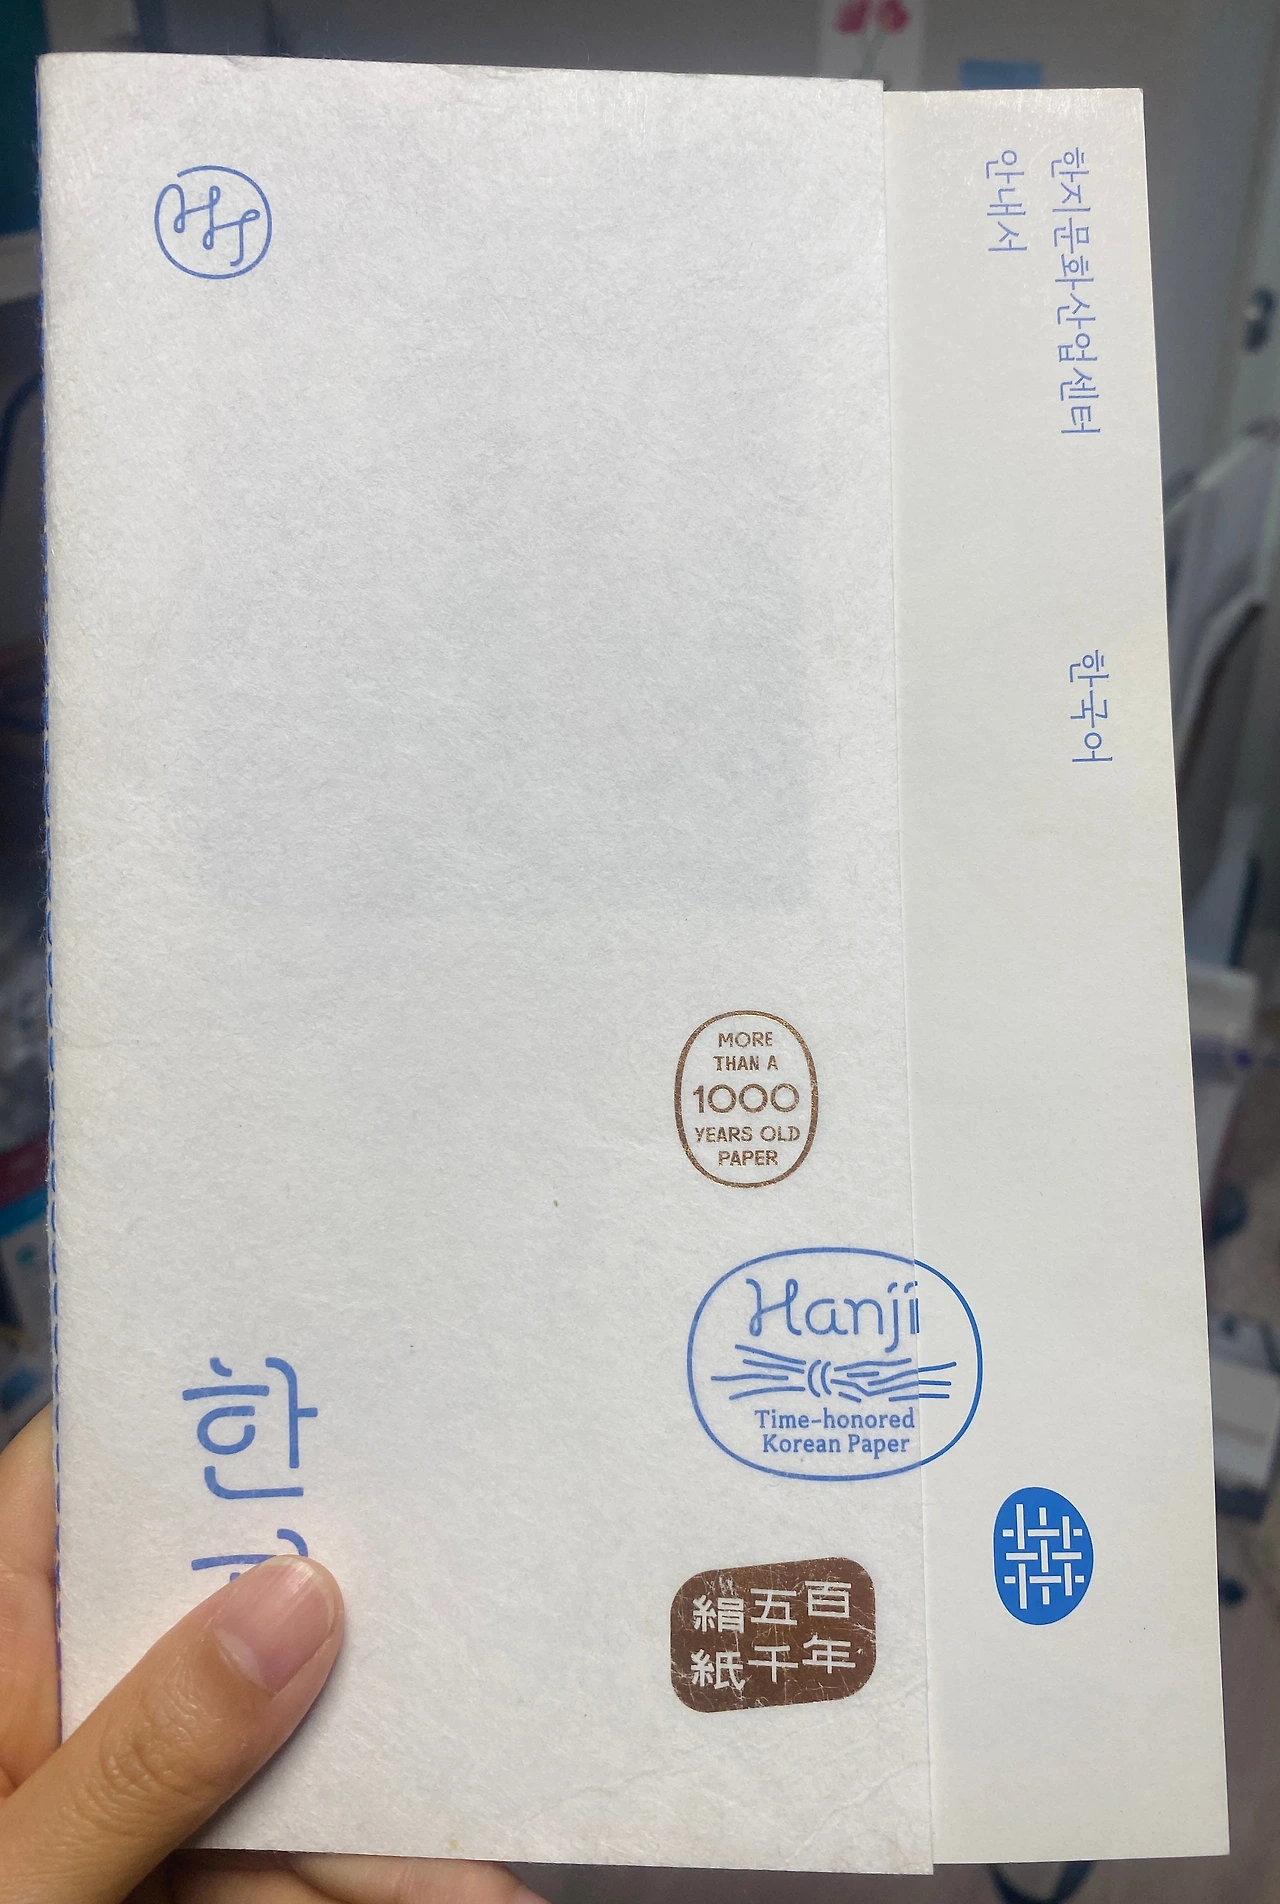 한지문화산업센터
안내서
한국어
MORE
THAN A
1000
YEARS OLD
PAPER
Hanji
Time-honored
Korean Paper
絹五百
紙千年
한